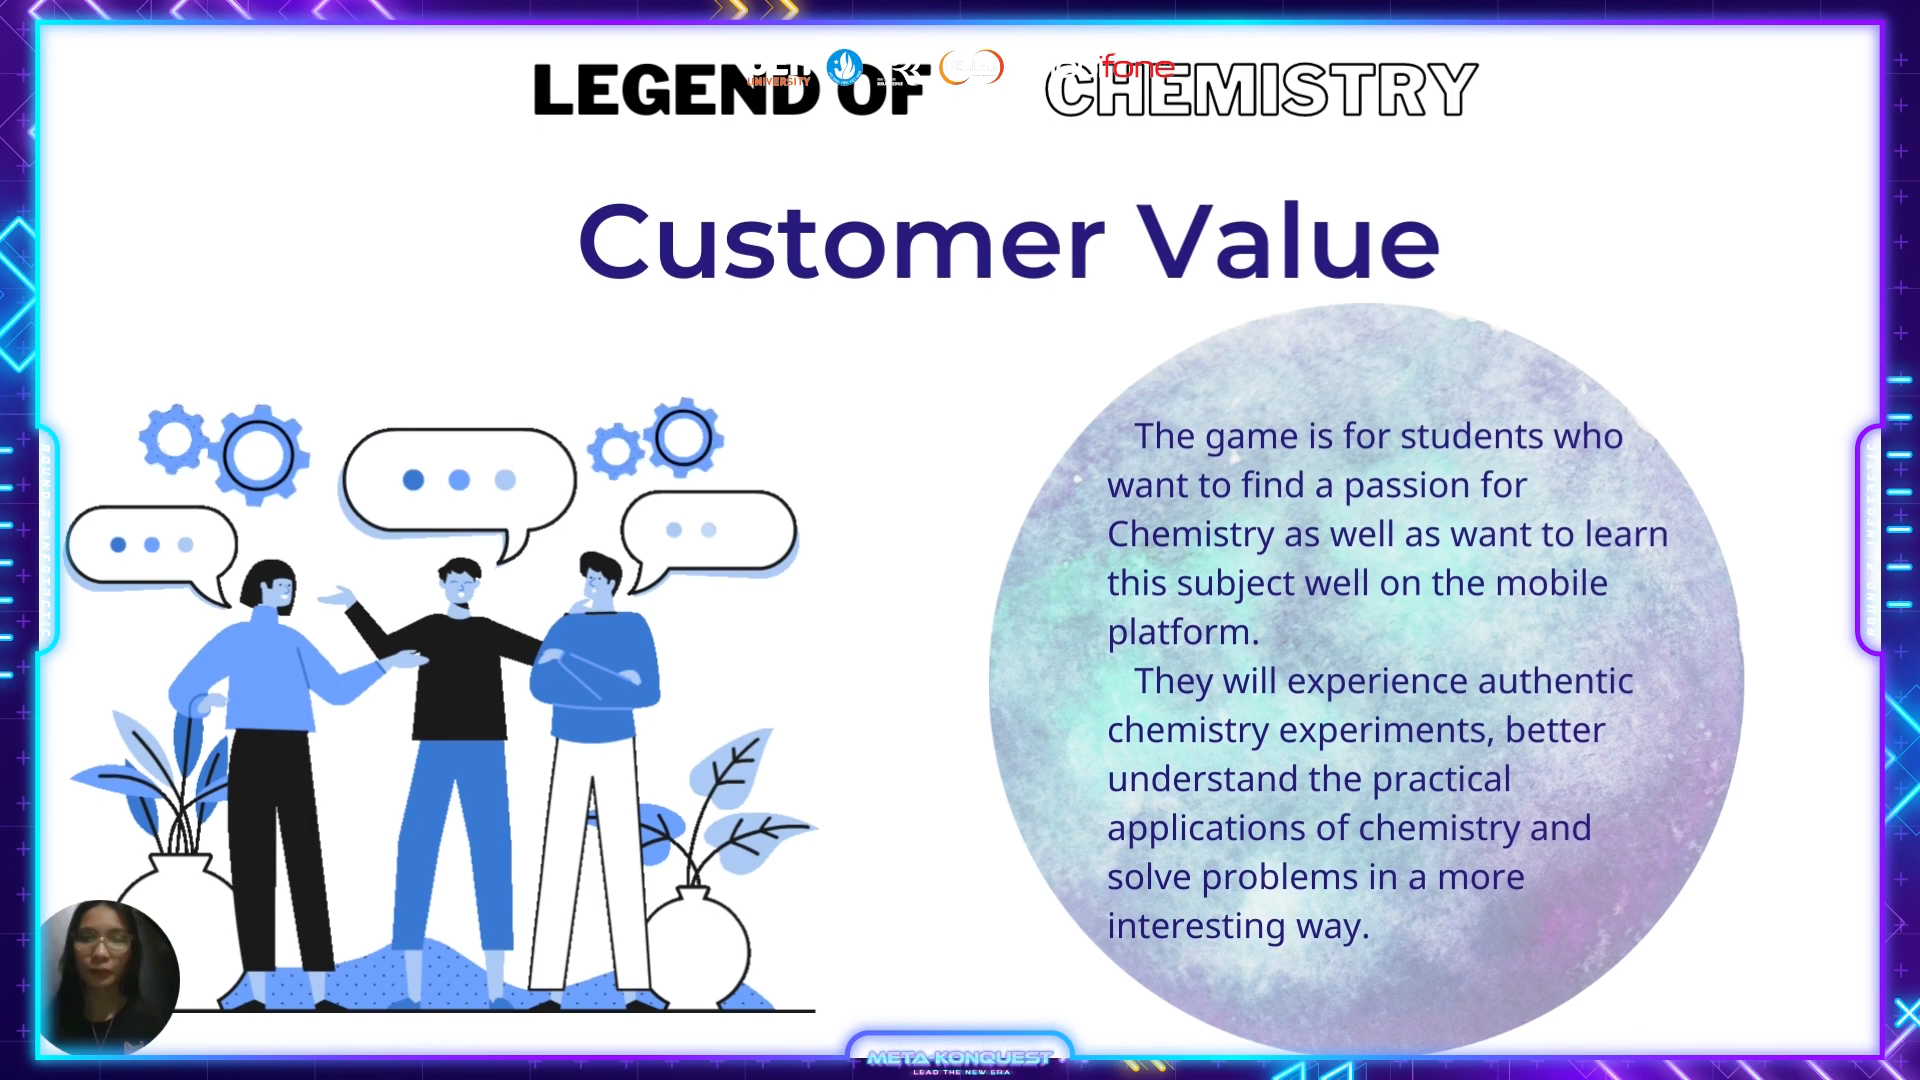 LEGEND OF CHEMISTRY
UNIVERSITY
fone
Customer Value
The game is for students who
want to find a passion for
Chemistry as well as want to learn
this subject well on the mobile
platform.
They will experience authentic
chemistry experiments, better
understand the practical
applications of chemistry and
solve problems in a more
interesting way.
META KONQUEST
LEAD THE NEW ERA